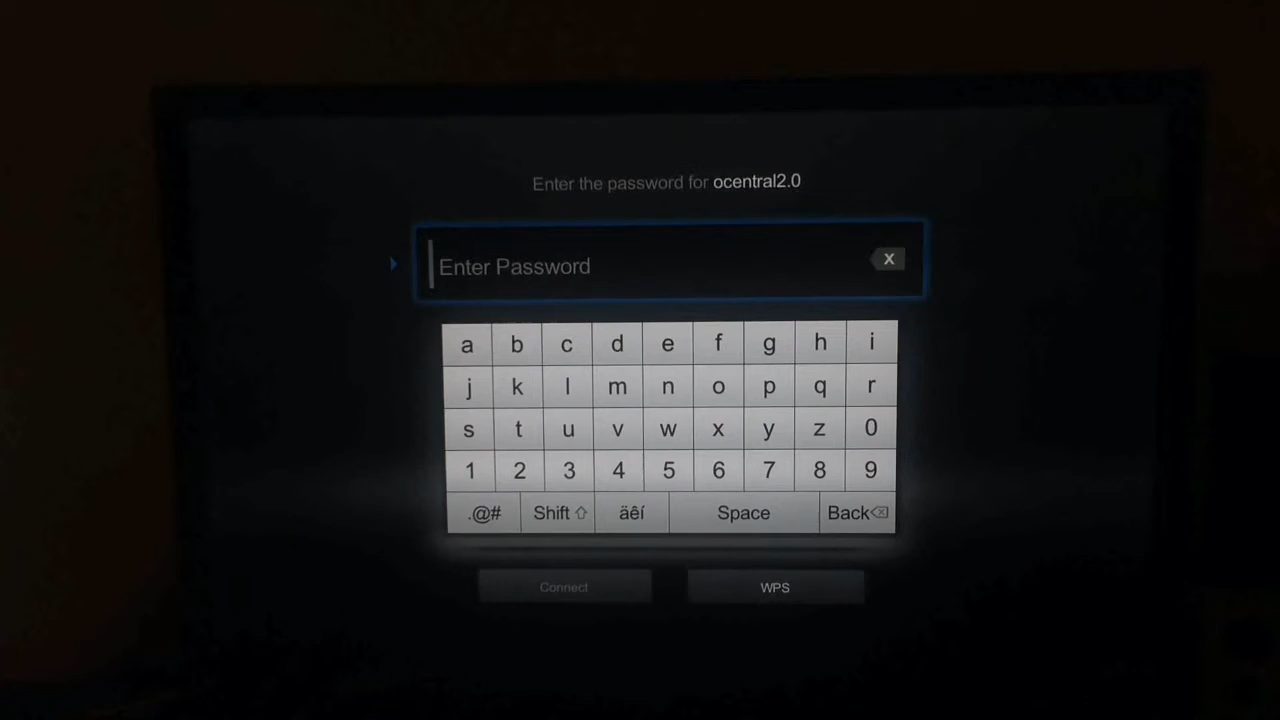 Enter the password for ocentral2.0
Enter Password X
a b c d e f g h i
j k l m n o p q r
s t u v w x y z 0
1 2 3 4 5 6 7 8 9
.@# Shift⇧ äêí Space Back⌫
Connect WPS